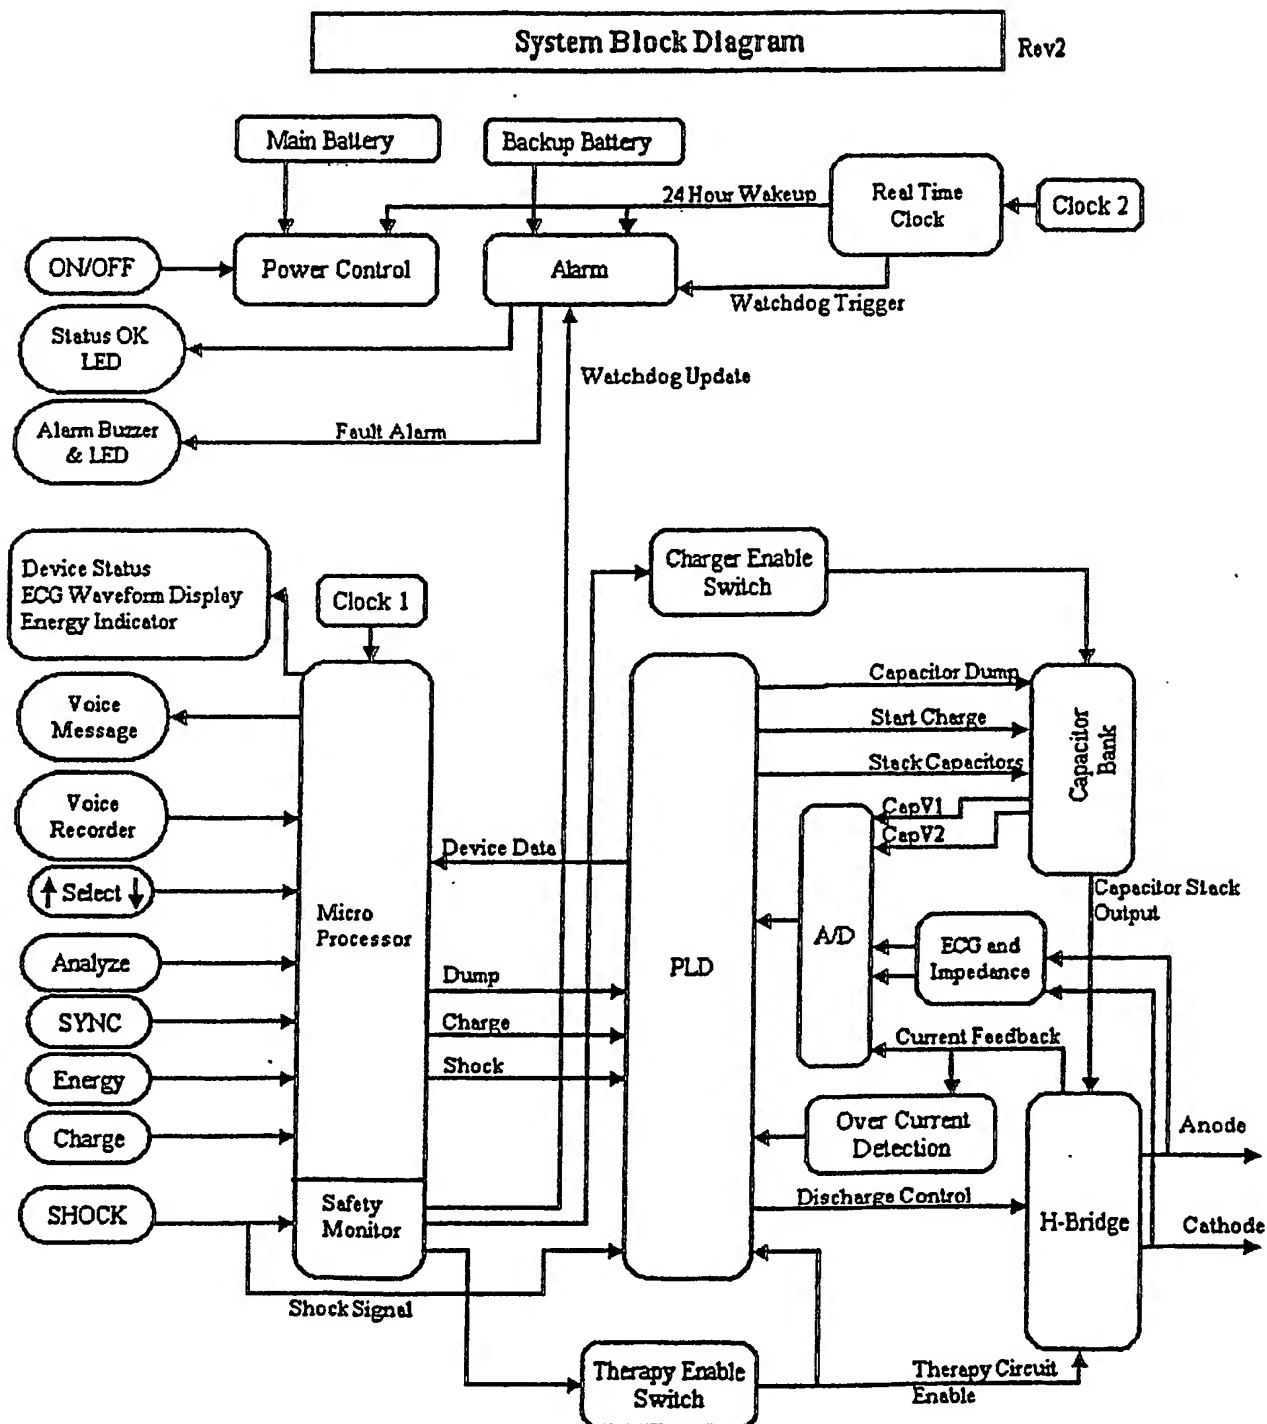 System Block Diagram
Rev2
Main Battery
Backup Battery
24 Hour Wakeup
Real Time
Clock
Clock 2
ON/OFF
Power Control
Alarm
Watchdog Trigger
Status OK
LED
Watchdog Update
Alarm Buzzer
& LED
Fault Alarm
Device Status
ECG Waveform Display
Energy Indicator
Clock 1
Charger Enable
Switch
Voice
Message
Capacitor Dump
Start Charge
Stack Capacitors
Capacitor
Bank
Voice
Recorder
CapV1
CapV2
Device Data
Select
Micro
Processor
Capacitor Stack
Output
A/D
ECG and
Impedance
PLD
Analyze
Dump
SYNC
Charge
Current Feedback
Energy
Shock
Charge
Over Current
Detection
Anode
SHOCK
Safety
Monitor
Discharge Control
H-Bridge
Cathode
Shock Signal
Therapy Enable
Switch
Therapy Circuit
Enable